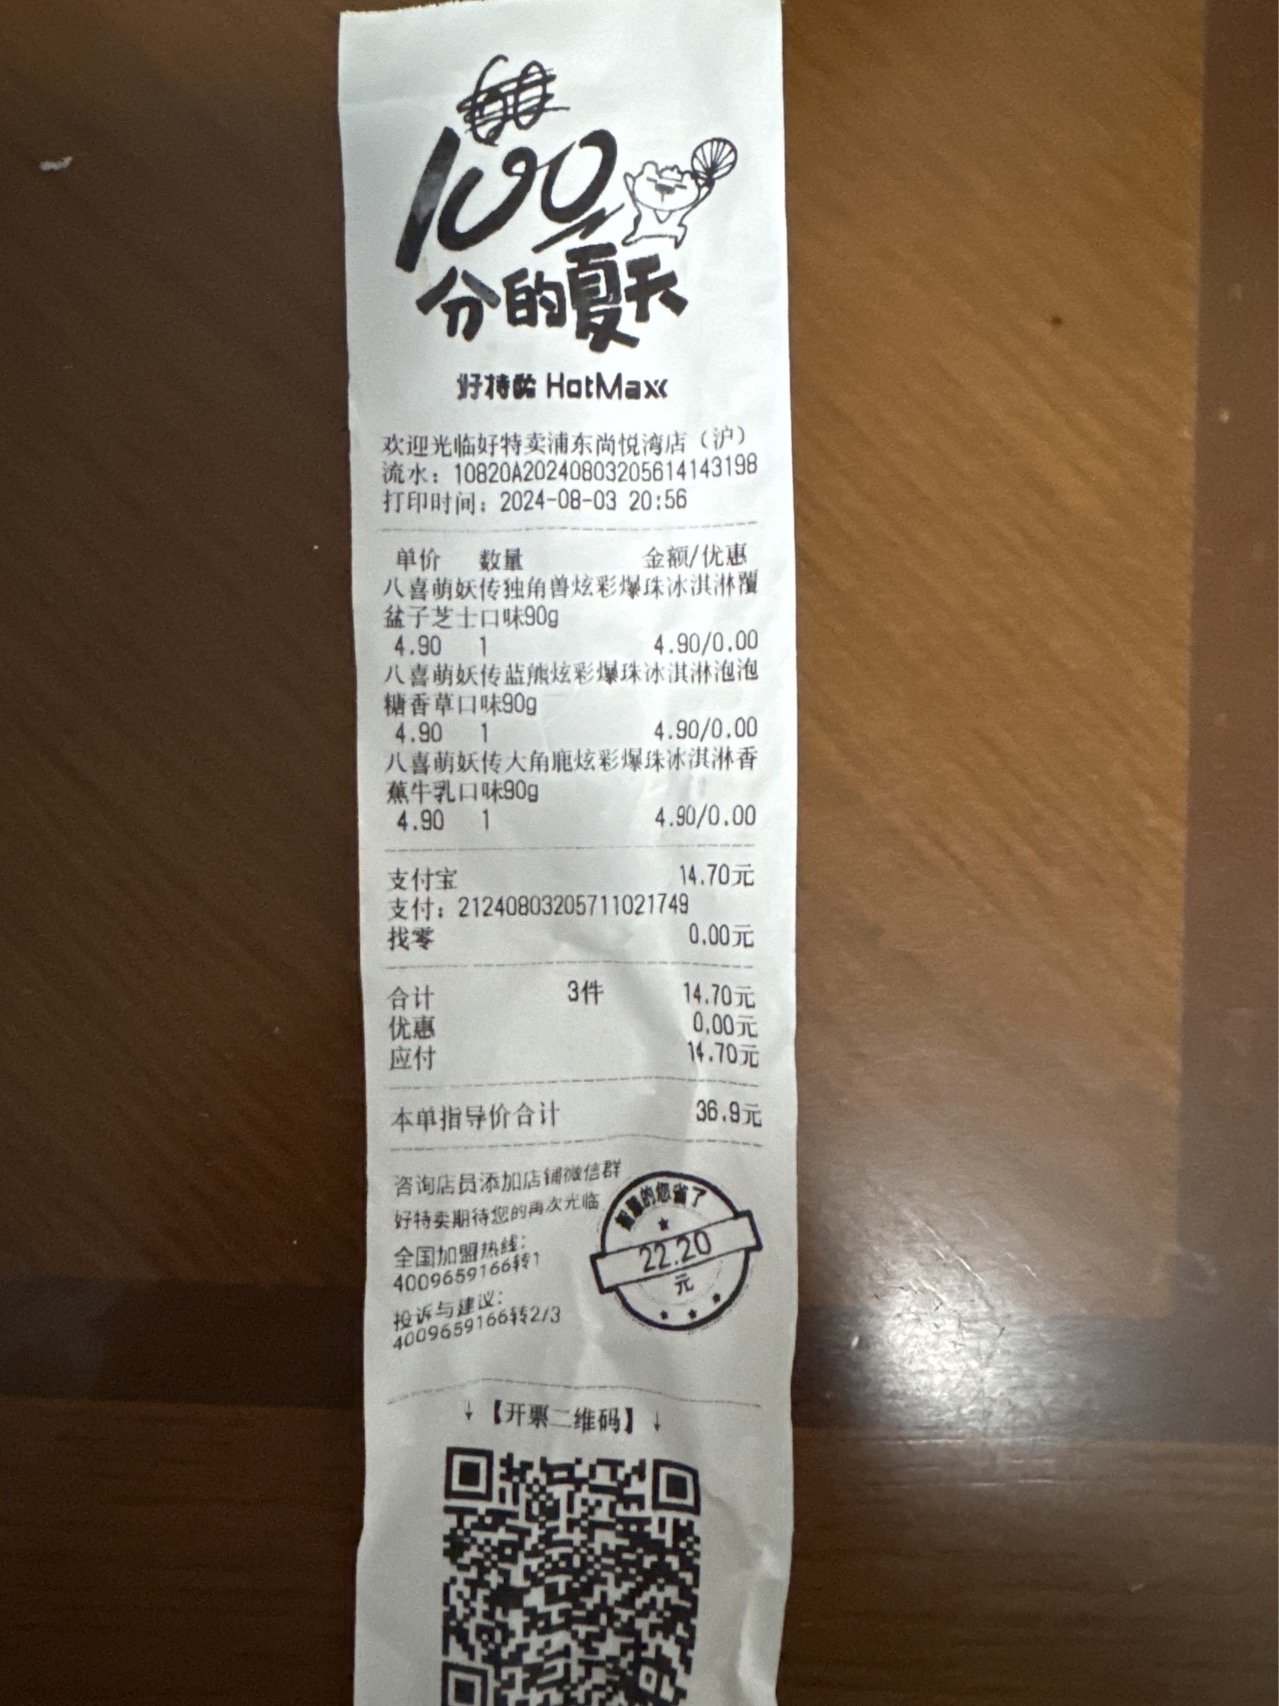 100
分的夏天
好特卖 HotMaxx
欢迎光临好特卖浦东尚悦湾店（沪）
流水：10820A20240803205614143198
打印时间：2024-08-03 20:56
单价 数量 金额/优惠
八喜萌妖传独角兽炫彩爆珠冰淇淋覆
盆子芝士口味90g
4.90 1 4.90/0.00
八喜萌妖传蓝熊炫彩爆珠冰淇淋泡泡
糖香草口味90g
4.90 1 4.90/0.00
八喜萌妖传大角鹿炫彩爆珠冰淇淋香
蕉牛乳口味90g
4.90 1 4.90/0.00
支付宝 14.70元
支付：212408032057110​21749
找零 0.00元
合计 3件 14.70元
优惠 0.00元
应付 14.70元
本单指导价合计 36.9元
咨询店员添加店铺微信群
好特卖期待您的再次光临
全国加盟热线：
4009659166转1
投诉与建议：
4009659166转2/3
的您省了
22.20
元
↓【开票二维码】↓